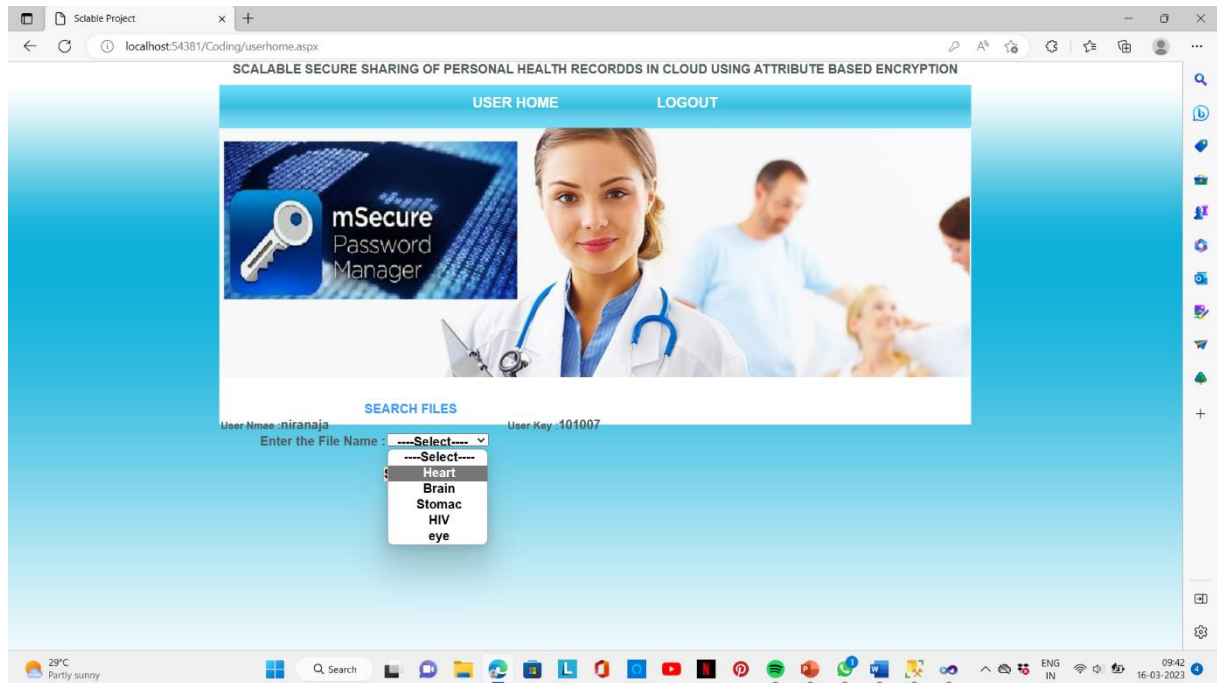 Sclable Project
localhost:54381/Coding/userhome.aspx
SCALABLE SECURE SHARING OF PERSONAL HEALTH RECORDDS IN CLOUD USING ATTRIBUTE BASED ENCRYPTION
USER HOME LOGOUT
mSecure
Password
Manager
SEARCH FILES
User Nmae :niranaja User Key :101007
Enter the File Name : ----Select----
----Select----
Heart
Brain
Stomac
HIV
eye
29°C
Partly sunny
Search
ENG
IN
09:42
16-03-2023